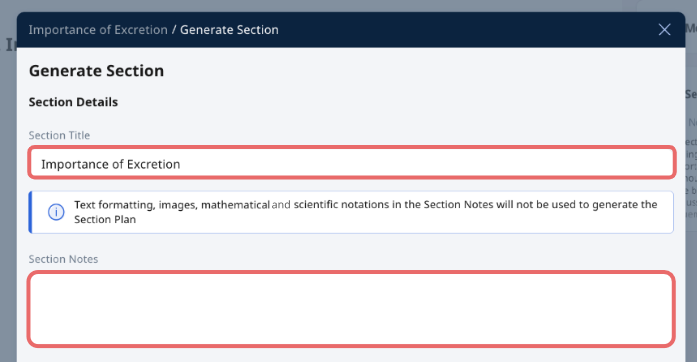 Importance of Excretion / Generate Section
Generate Section
Section Details
Section Title
Importance of Excretion
Text formatting, images, mathematical and scientific notations in the Section Notes will not be used to generate the
Section Plan
Section Notes